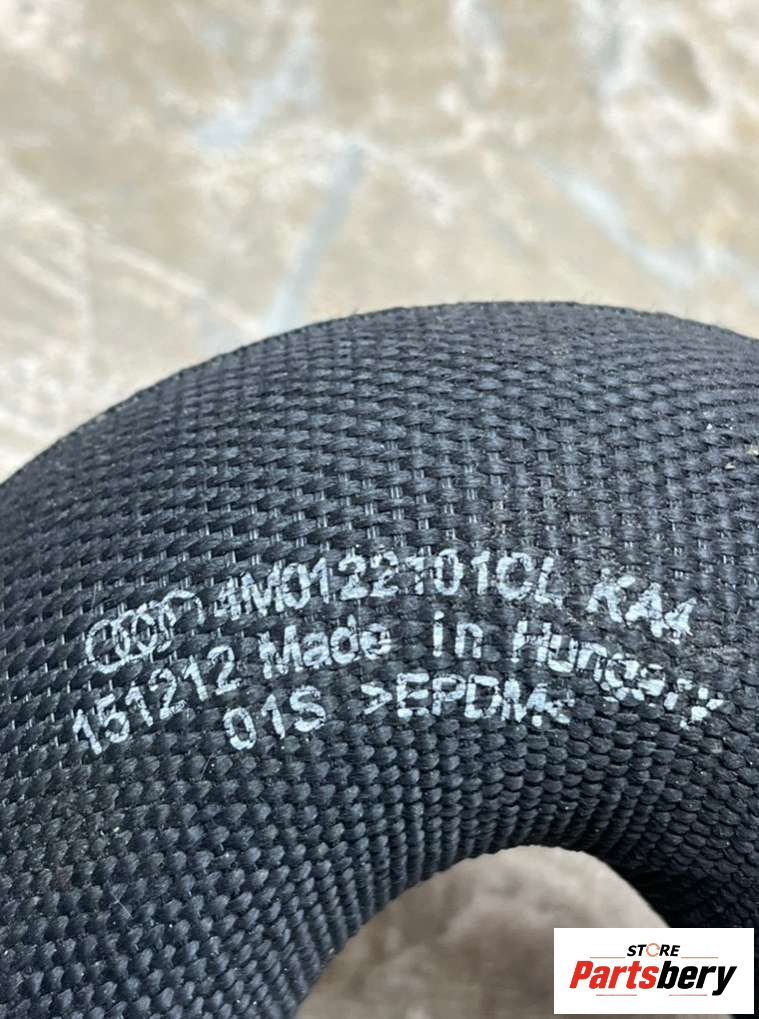 4M0122101CL KA4
151212 Made in Hungary
01S >EPDM<
STORE
Partsbery